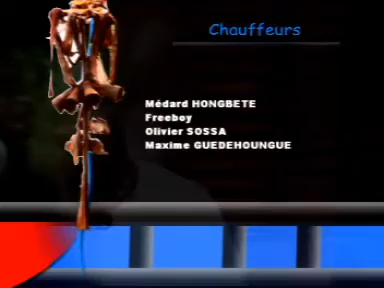 Chauffeurs
Médard HONGBETE
Freeboy
Olivier SOSSA
Maxime GUEDEHOUNGUE